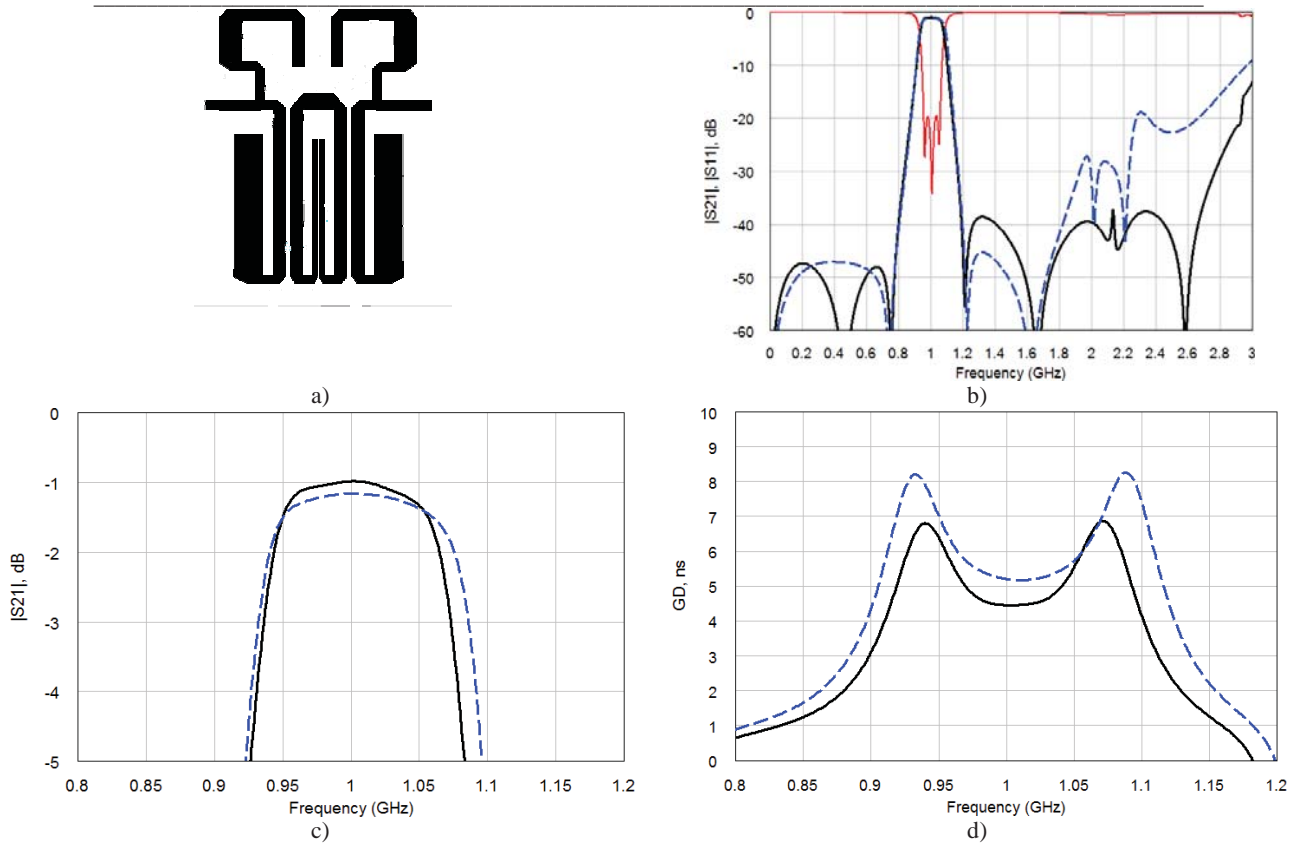 a)
|S21|, |S11|, dB
0
-10
-20
-30
-40
-50
-60
0 0.2 0.4 0.6 0.8 1 1.2 1.4 1.6 1.8 2 2.2 2.4 2.6 2.8 3
Frequency (GHz)
b)
|S21|, dB
0
-1
-2
-3
-4
-5
0.8 0.85 0.9 0.95 1 1.05 1.1 1.15 1.2
Frequency (GHz)
c)
GD, ns
10
9
8
7
6
5
4
3
2
1
0
0.8 0.85 0.9 0.95 1 1.05 1.1 1.15 1.2
Frequency (GHz)
d)